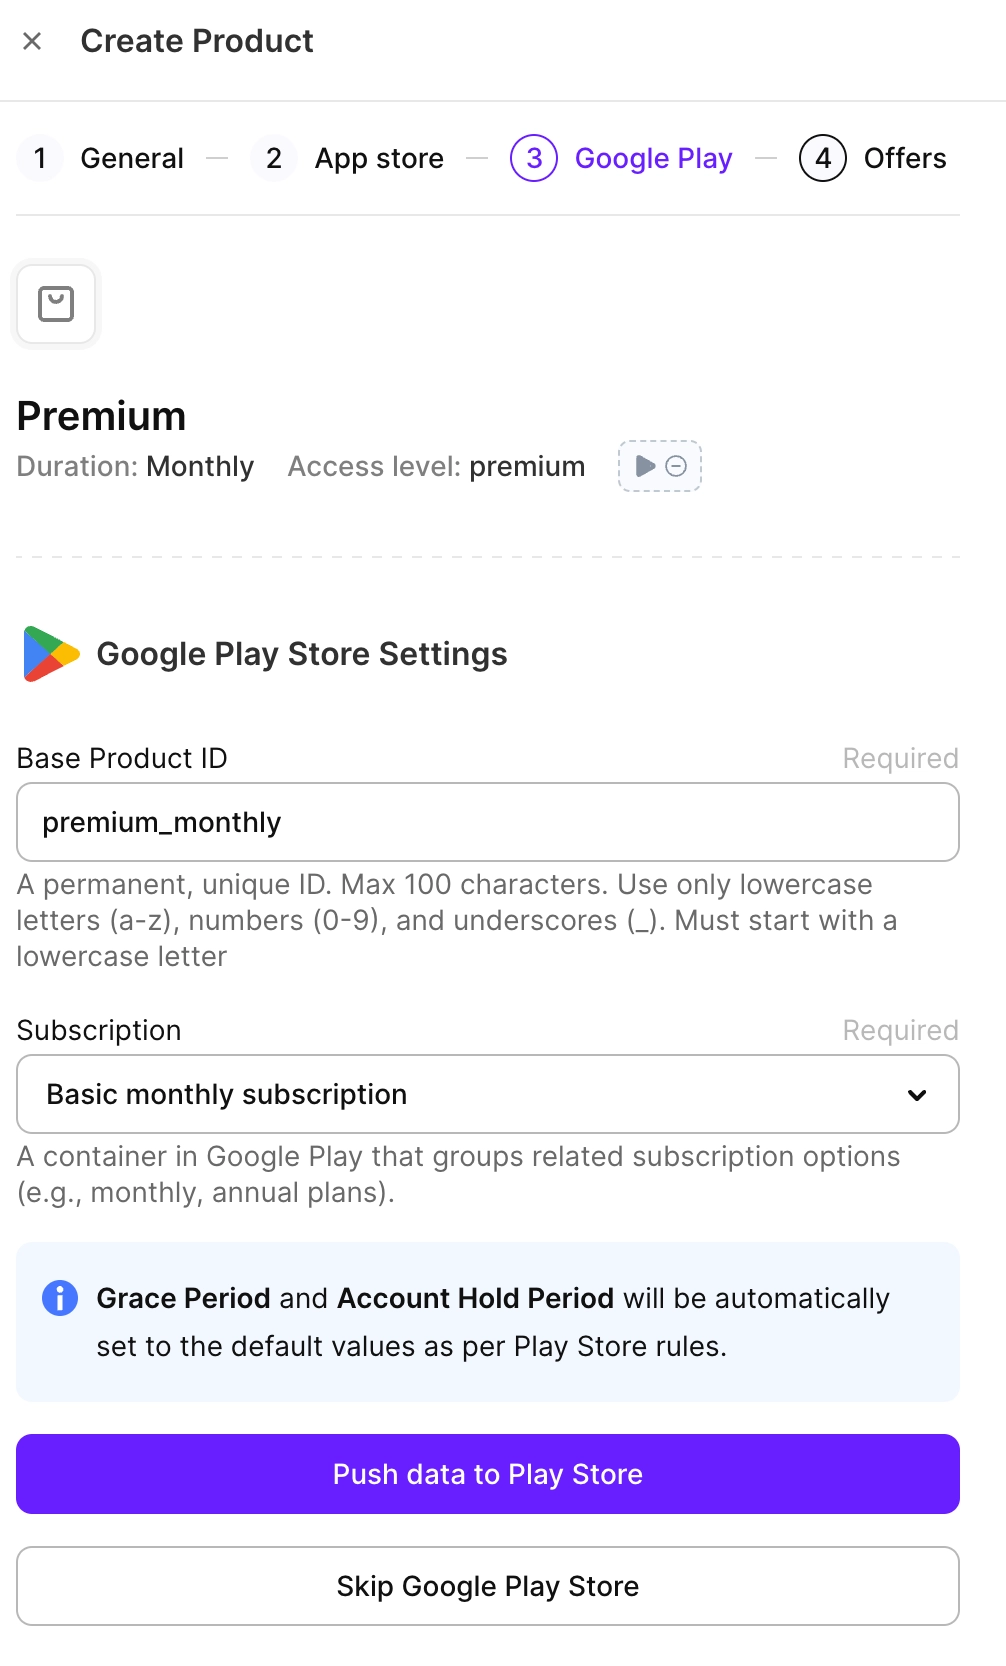 Create Product
1 General 2 App store 3 Google Play 4 Offers
Premium
Duration: Monthly Access level: premium
Google Play Store Settings
Base Product ID Required
premium_monthly
A permanent, unique ID. Max 100 characters. Use only lowercase
letters (a-z), numbers (0-9), and underscores (_). Must start with a
lowercase letter
Subscription Required
Basic monthly subscription
A container in Google Play that groups related subscription options
(e.g., monthly, annual plans).
Grace Period and Account Hold Period will be automatically
set to the default values as per Play Store rules.
Push data to Play Store
Skip Google Play Store